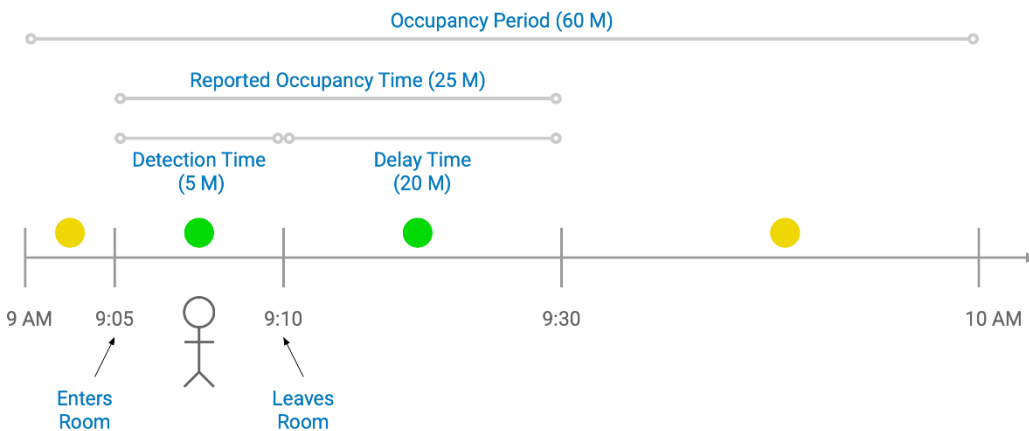 Occupancy Period (60 M)
Reported Occupancy Time (25 M)
Detection Time
(5 M)
Delay Time
(20 M)
9 AM
9:05
9:10
9:30
10 AM
Enters
Room
Leaves
Room